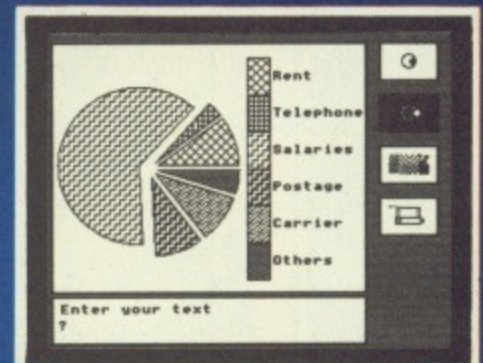 Rent
Telephone
Salaries
Postage
Carrier
Others
Enter your text
?